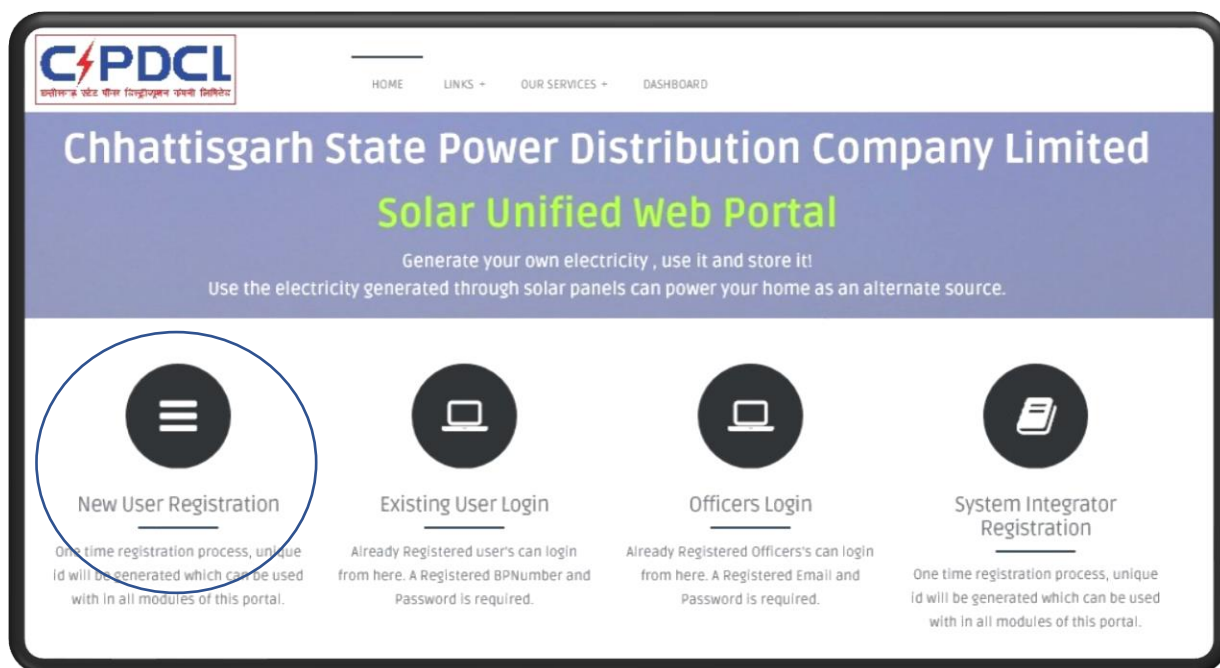 CSPDCL
छत्तीसगढ़ स्टेट पॉवर डिस्ट्रीब्यूशन कंपनी लिमिटेड
HOME LINKS + OUR SERVICES + DASHBOARD
Chhattisgarh State Power Distribution Company Limited
Solar Unified Web Portal
Generate your own electricity , use it and store it!
Use the electricity generated through solar panels can power your home as an alternate source.
New User Registration
One time registration process, unique
id will be generated which can be used
with in all modules of this portal.
Existing User Login
Already Registered user's can login
from here. A Registered BPNumber and
Password is required.
Officers Login
Already Registered Officers's can login
from here. A Registered Email and
Password is required.
System Integrator
Registration
One time registration process, unique
id will be generated which can be used
with in all modules of this portal.